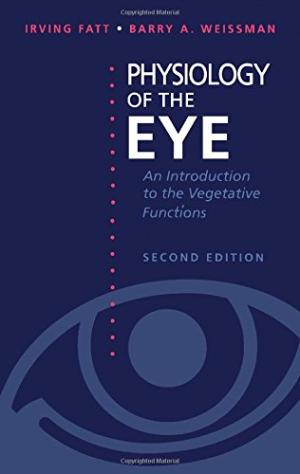 IRVING FATT • BARRY A. WEISSMAN
PHYSIOLOGY
OF THE
EYE
An Introduction
to the Vegetative
Functions
SECOND EDITION